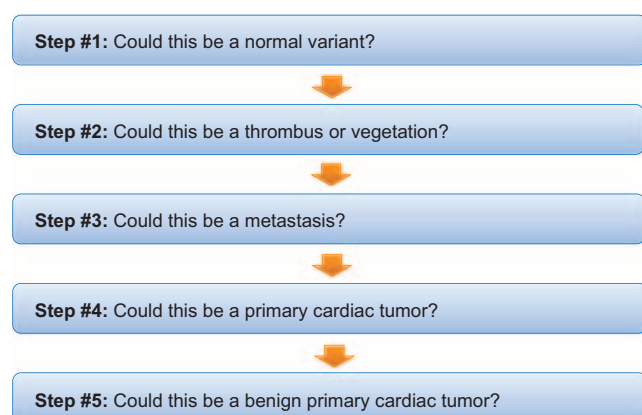 Step #1: Could this be a normal variant?
Step #2: Could this be a thrombus or vegetation?
Step #3: Could this be a metastasis?
Step #4: Could this be a primary cardiac tumor?
Step #5: Could this be a benign primary cardiac tumor?